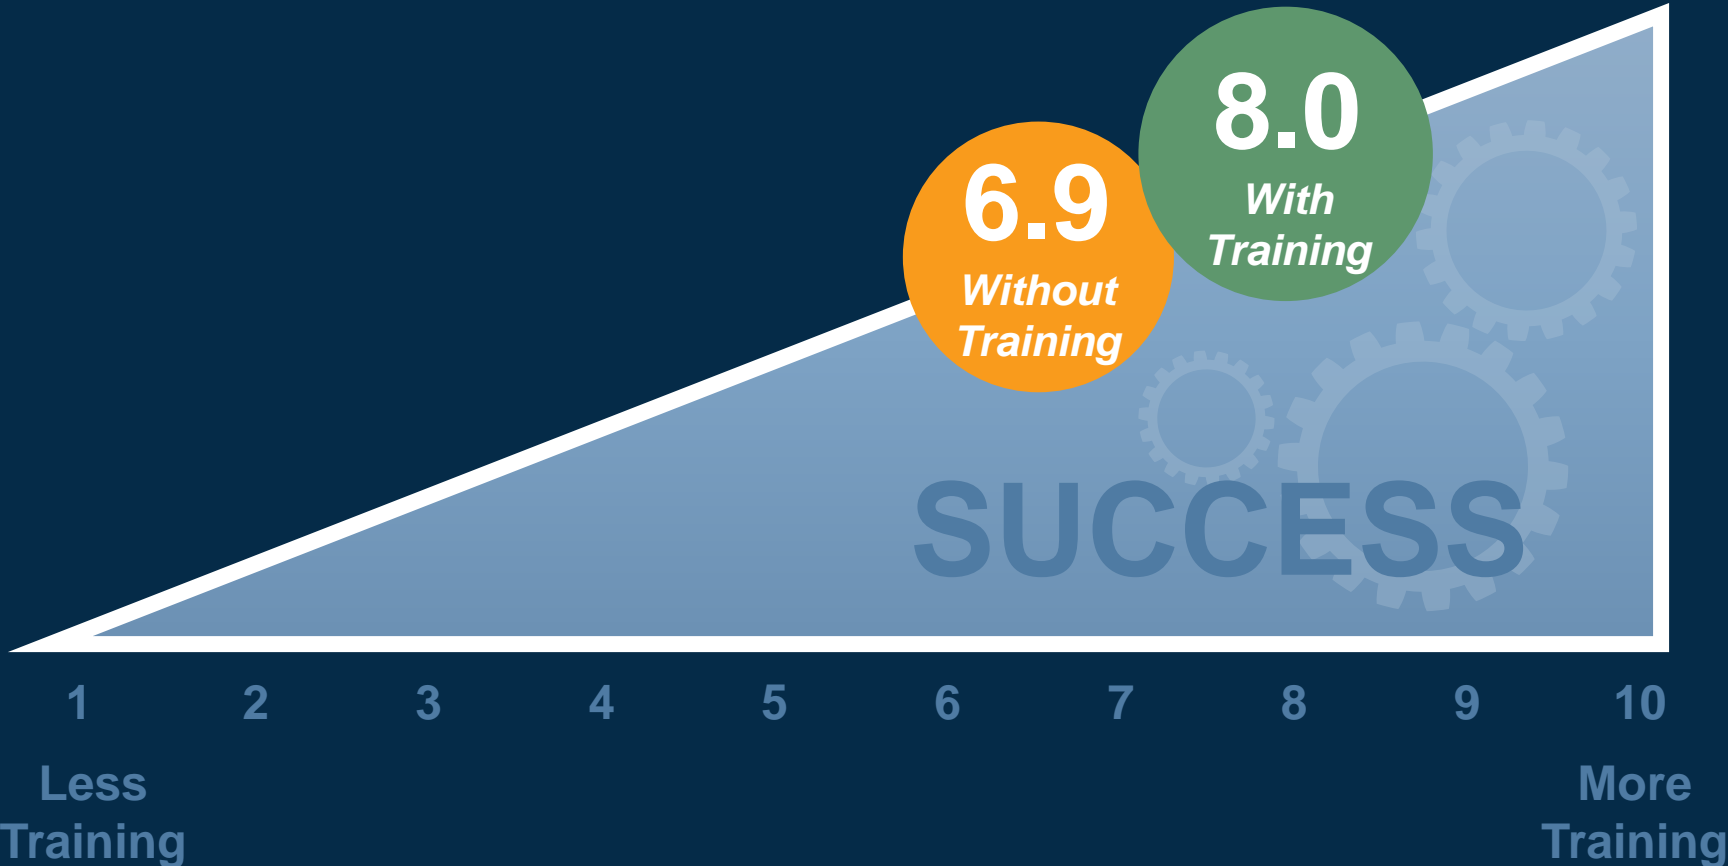 8.0
With
Training
6.9
Without
Training
SUCCESS
1 2 3 4 5 6 7 8 9 10
Less
Training
More
Training